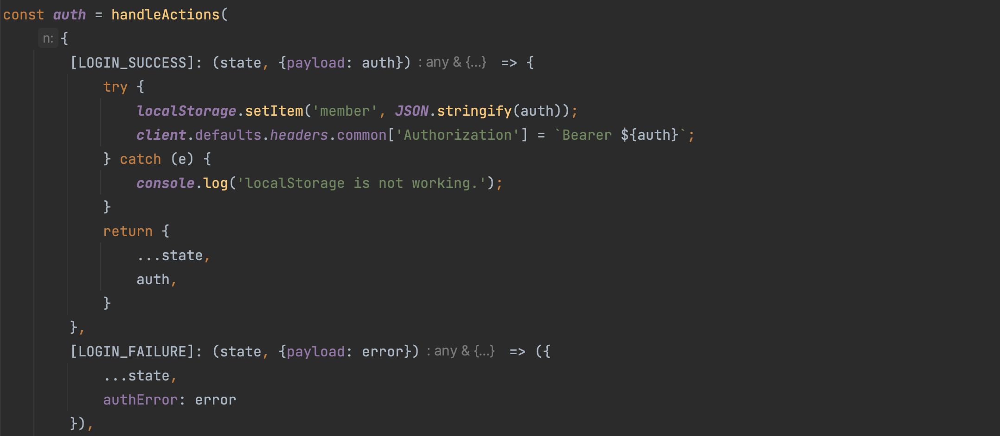 const auth = handleActions(
n: {
[LOGIN_SUCCESS]: (state, {payload: auth}) : any & {...} => {
try {
localStorage.setItem('member', JSON.stringify(auth));
client.defaults.headers.common['Authorization'] = `Bearer ${auth}`;
} catch (e) {
console.log('localStorage is not working.');
}
return {
...state,
auth,
}
},
[LOGIN_FAILURE]: (state, {payload: error}) : any & {...} => ({
...state,
authError: error
}),